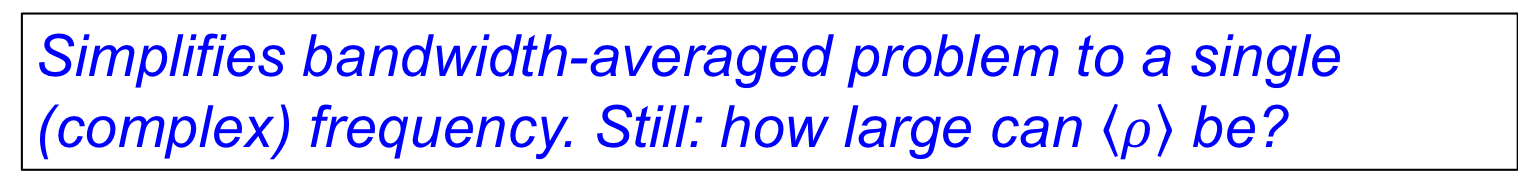 Simplifies bandwidth-averaged problem to a single
(complex) frequency. Still: how large can ⟨ρ⟩ be?